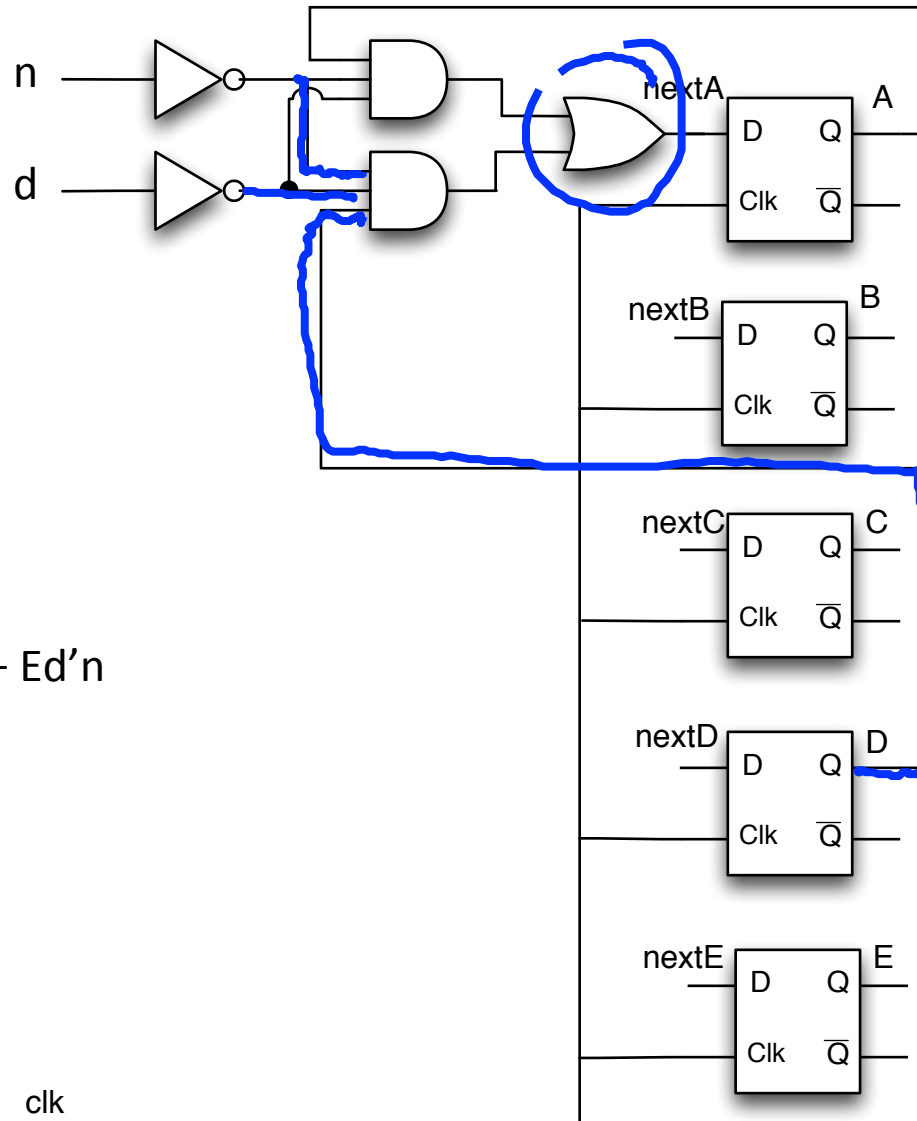 n
nextA
A
D Q
d
Clk Q̅
nextB
B
D Q
Clk Q̅
nextC
C
D Q
Clk Q̅
- Ed’n
nextD
D
D Q
Clk Q̅
nextE
E
D Q
Clk Q̅
clk